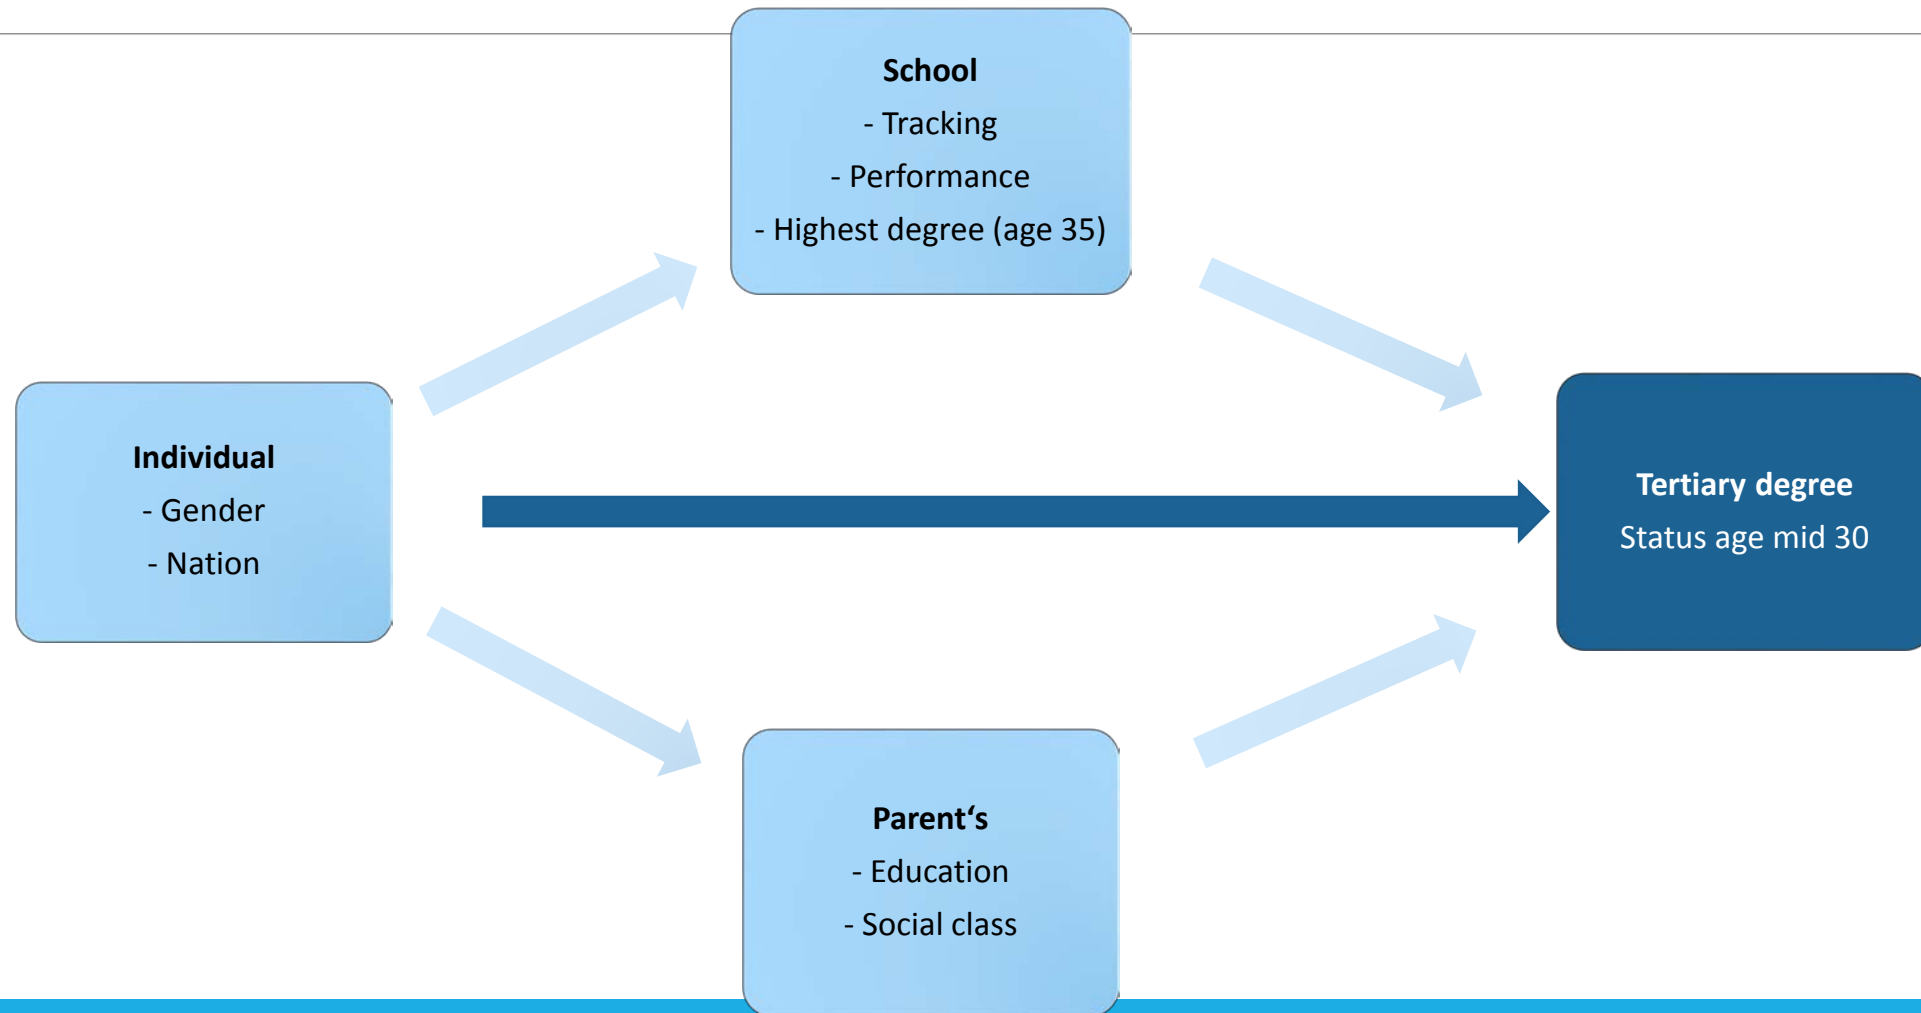 School
- Tracking
- Performance
- Highest degree (age 35)
Individual
- Gender
- Nation
Tertiary degree
Status age mid 30
Parent‘s
- Education
- Social class